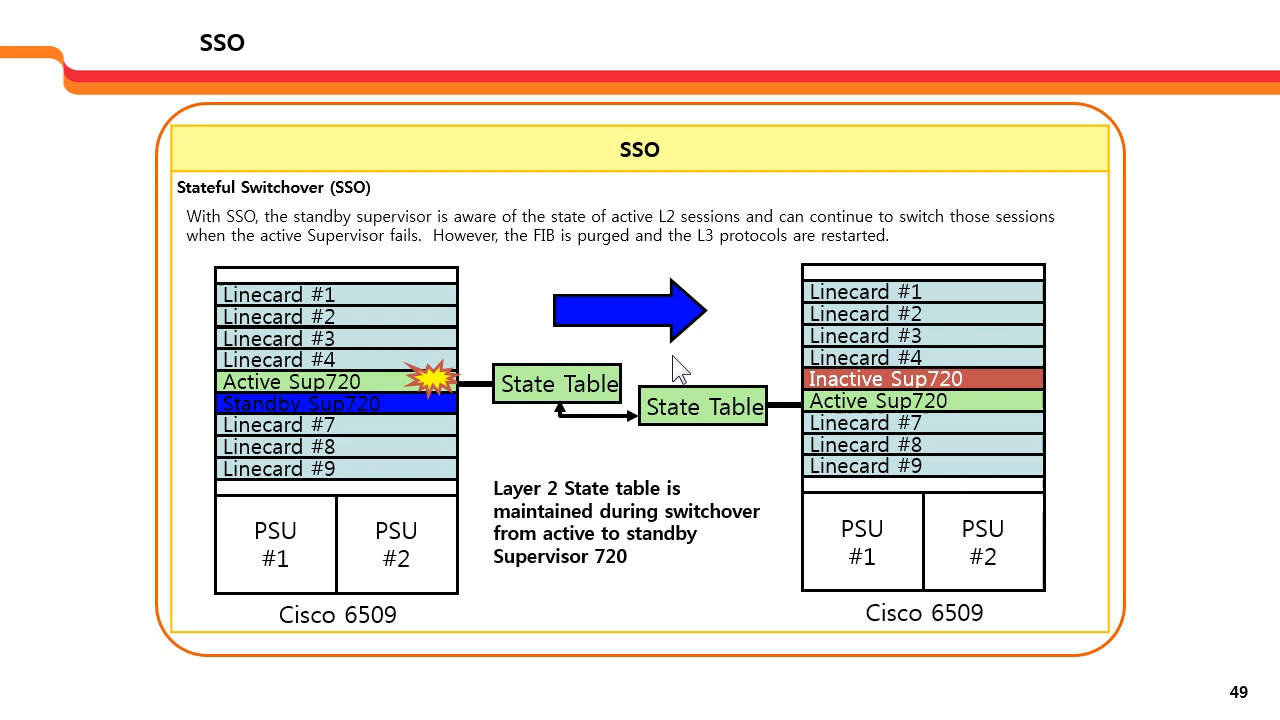 SSO
SSO
Stateful Switchover (SSO)
With SSO, the standby supervisor is aware of the state of active L2 sessions and can continue to switch those sessions
when the active Supervisor fails.  However, the FIB is purged and the L3 protocols are restarted.
Linecard #1
Linecard #2
Linecard #3
Linecard #4
Active Sup720
Standby Sup720
Linecard #7
Linecard #8
Linecard #9
PSU
#1
PSU
#2
Cisco 6509
State Table
State Table
Layer 2 State table is
maintained during switchover
from active to standby
Supervisor 720
Linecard #1
Linecard #2
Linecard #3
Linecard #4
Inactive Sup720
Active Sup720
Linecard #7
Linecard #8
Linecard #9
PSU
#1
PSU
#2
Cisco 6509
49